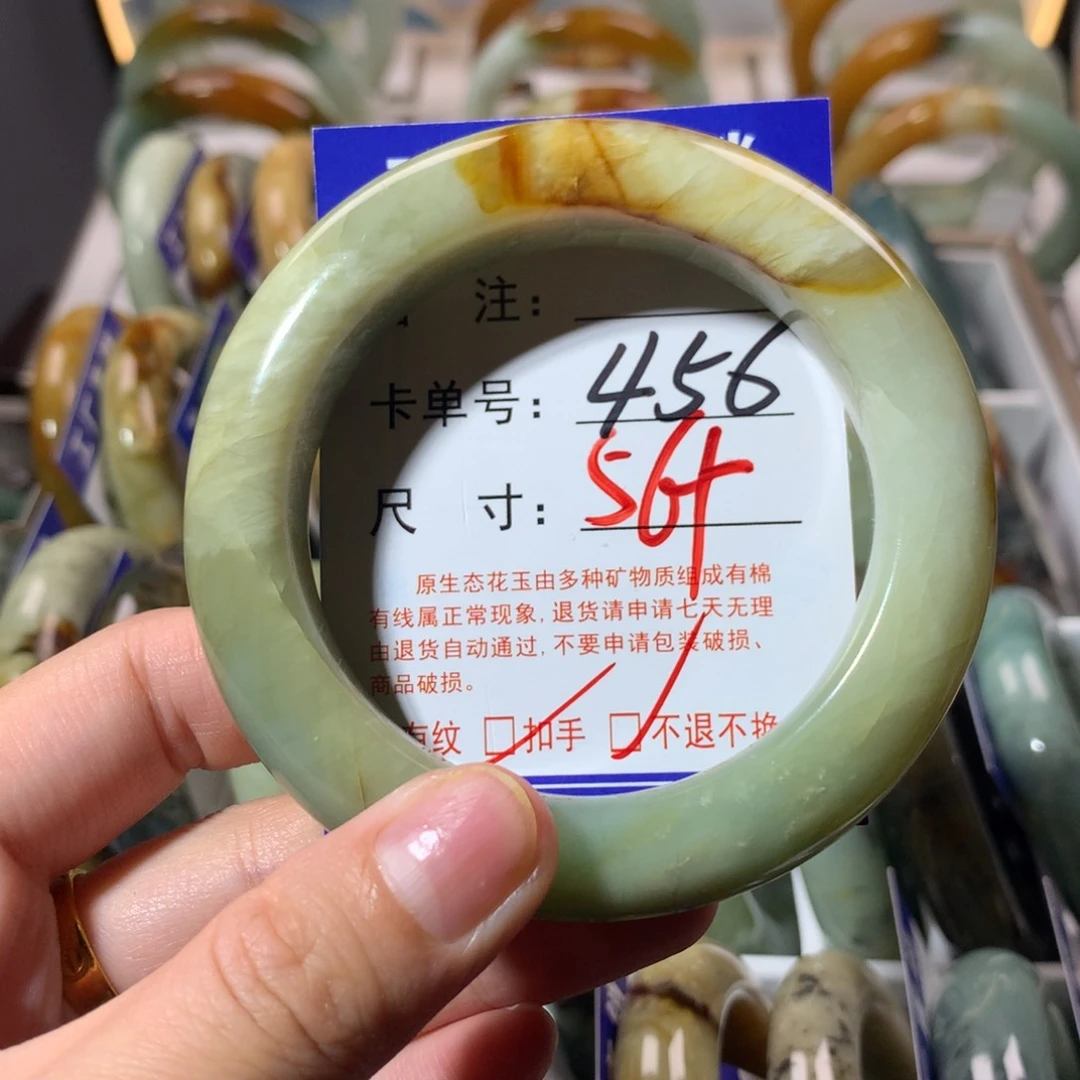 注：
卡单号： 456
尺 寸： 56+
原生态花玉由多种矿物质组成有棉
有线属正常现象, 退货请申请七天无理
由退货自动通过, 不要申请包装破损、
商品破损。
有纹 □扣手 □不退不换